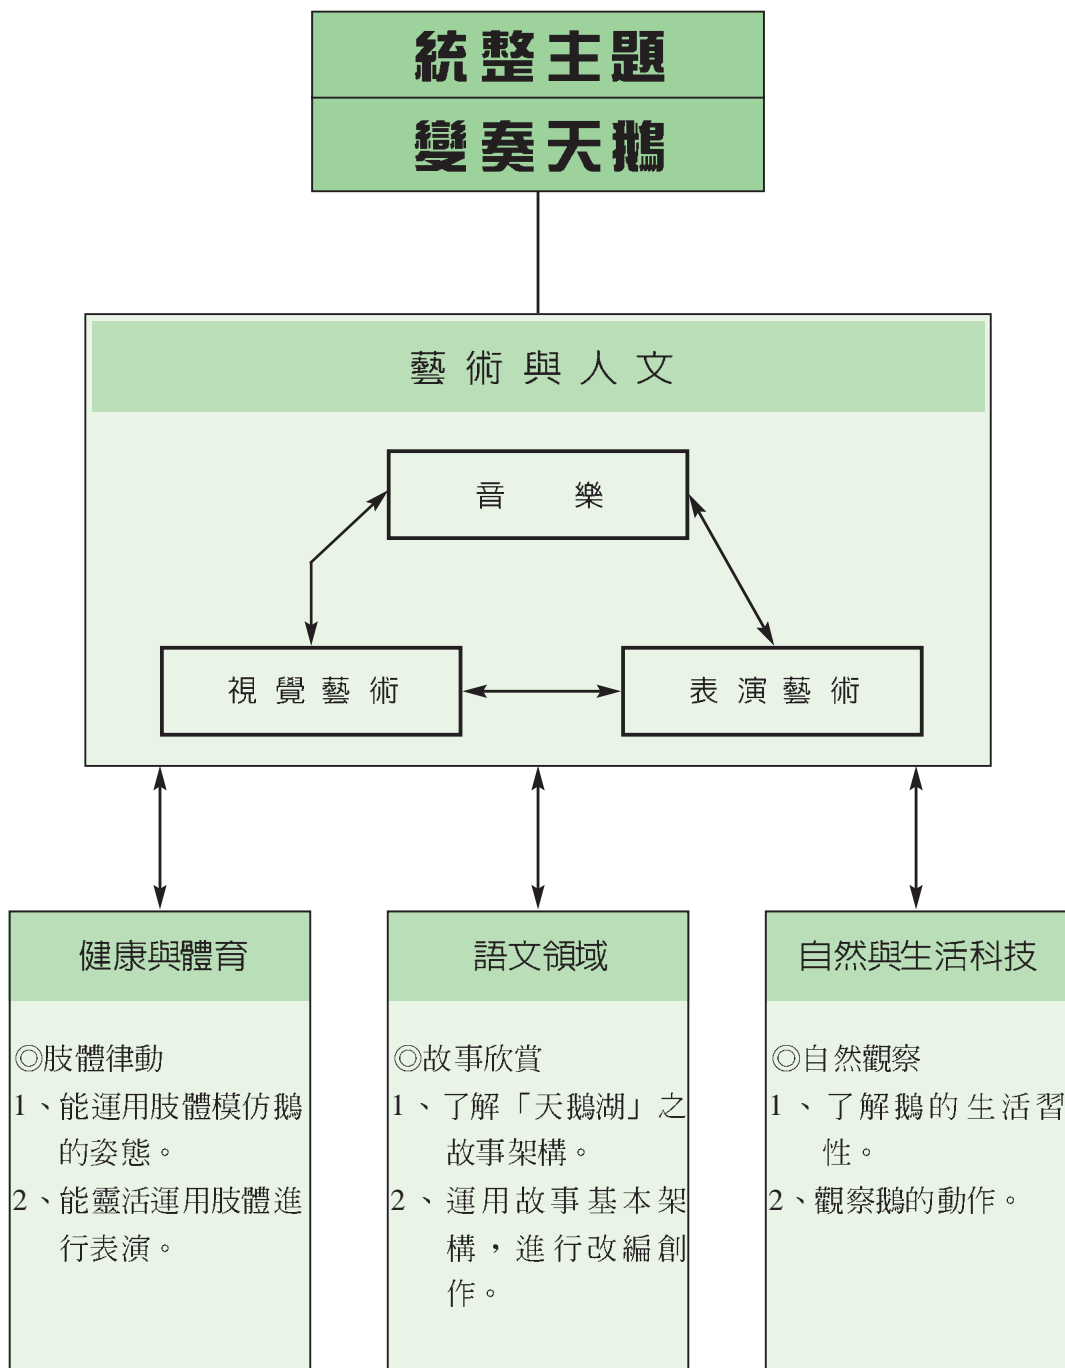 統整主題
變奏天鵝
藝術與人文
音樂
視覺藝術
表演藝術
健康與體育
◎肢體律動
1、能運用肢體模仿鵝
的姿態。
2、能靈活運用肢體進
行表演。
語文領域
◎故事欣賞
1、了解「天鵝湖」之
故事架構。
2、運用故事基本架
構，進行改編創
作。
自然與生活科技
◎自然觀察
1、了解鵝的生活習
性。
2、觀察鵝的動作。